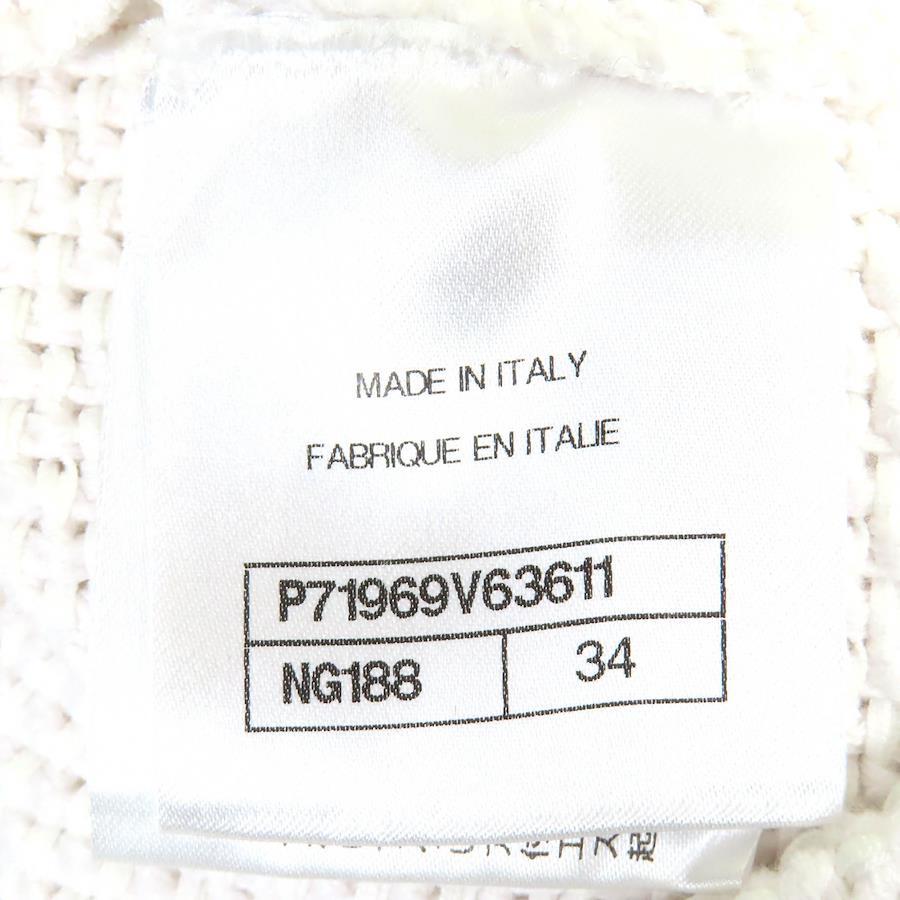 MADE IN ITALY
FABRIQUE EN ITALIE
P71969V63611
NG188 34